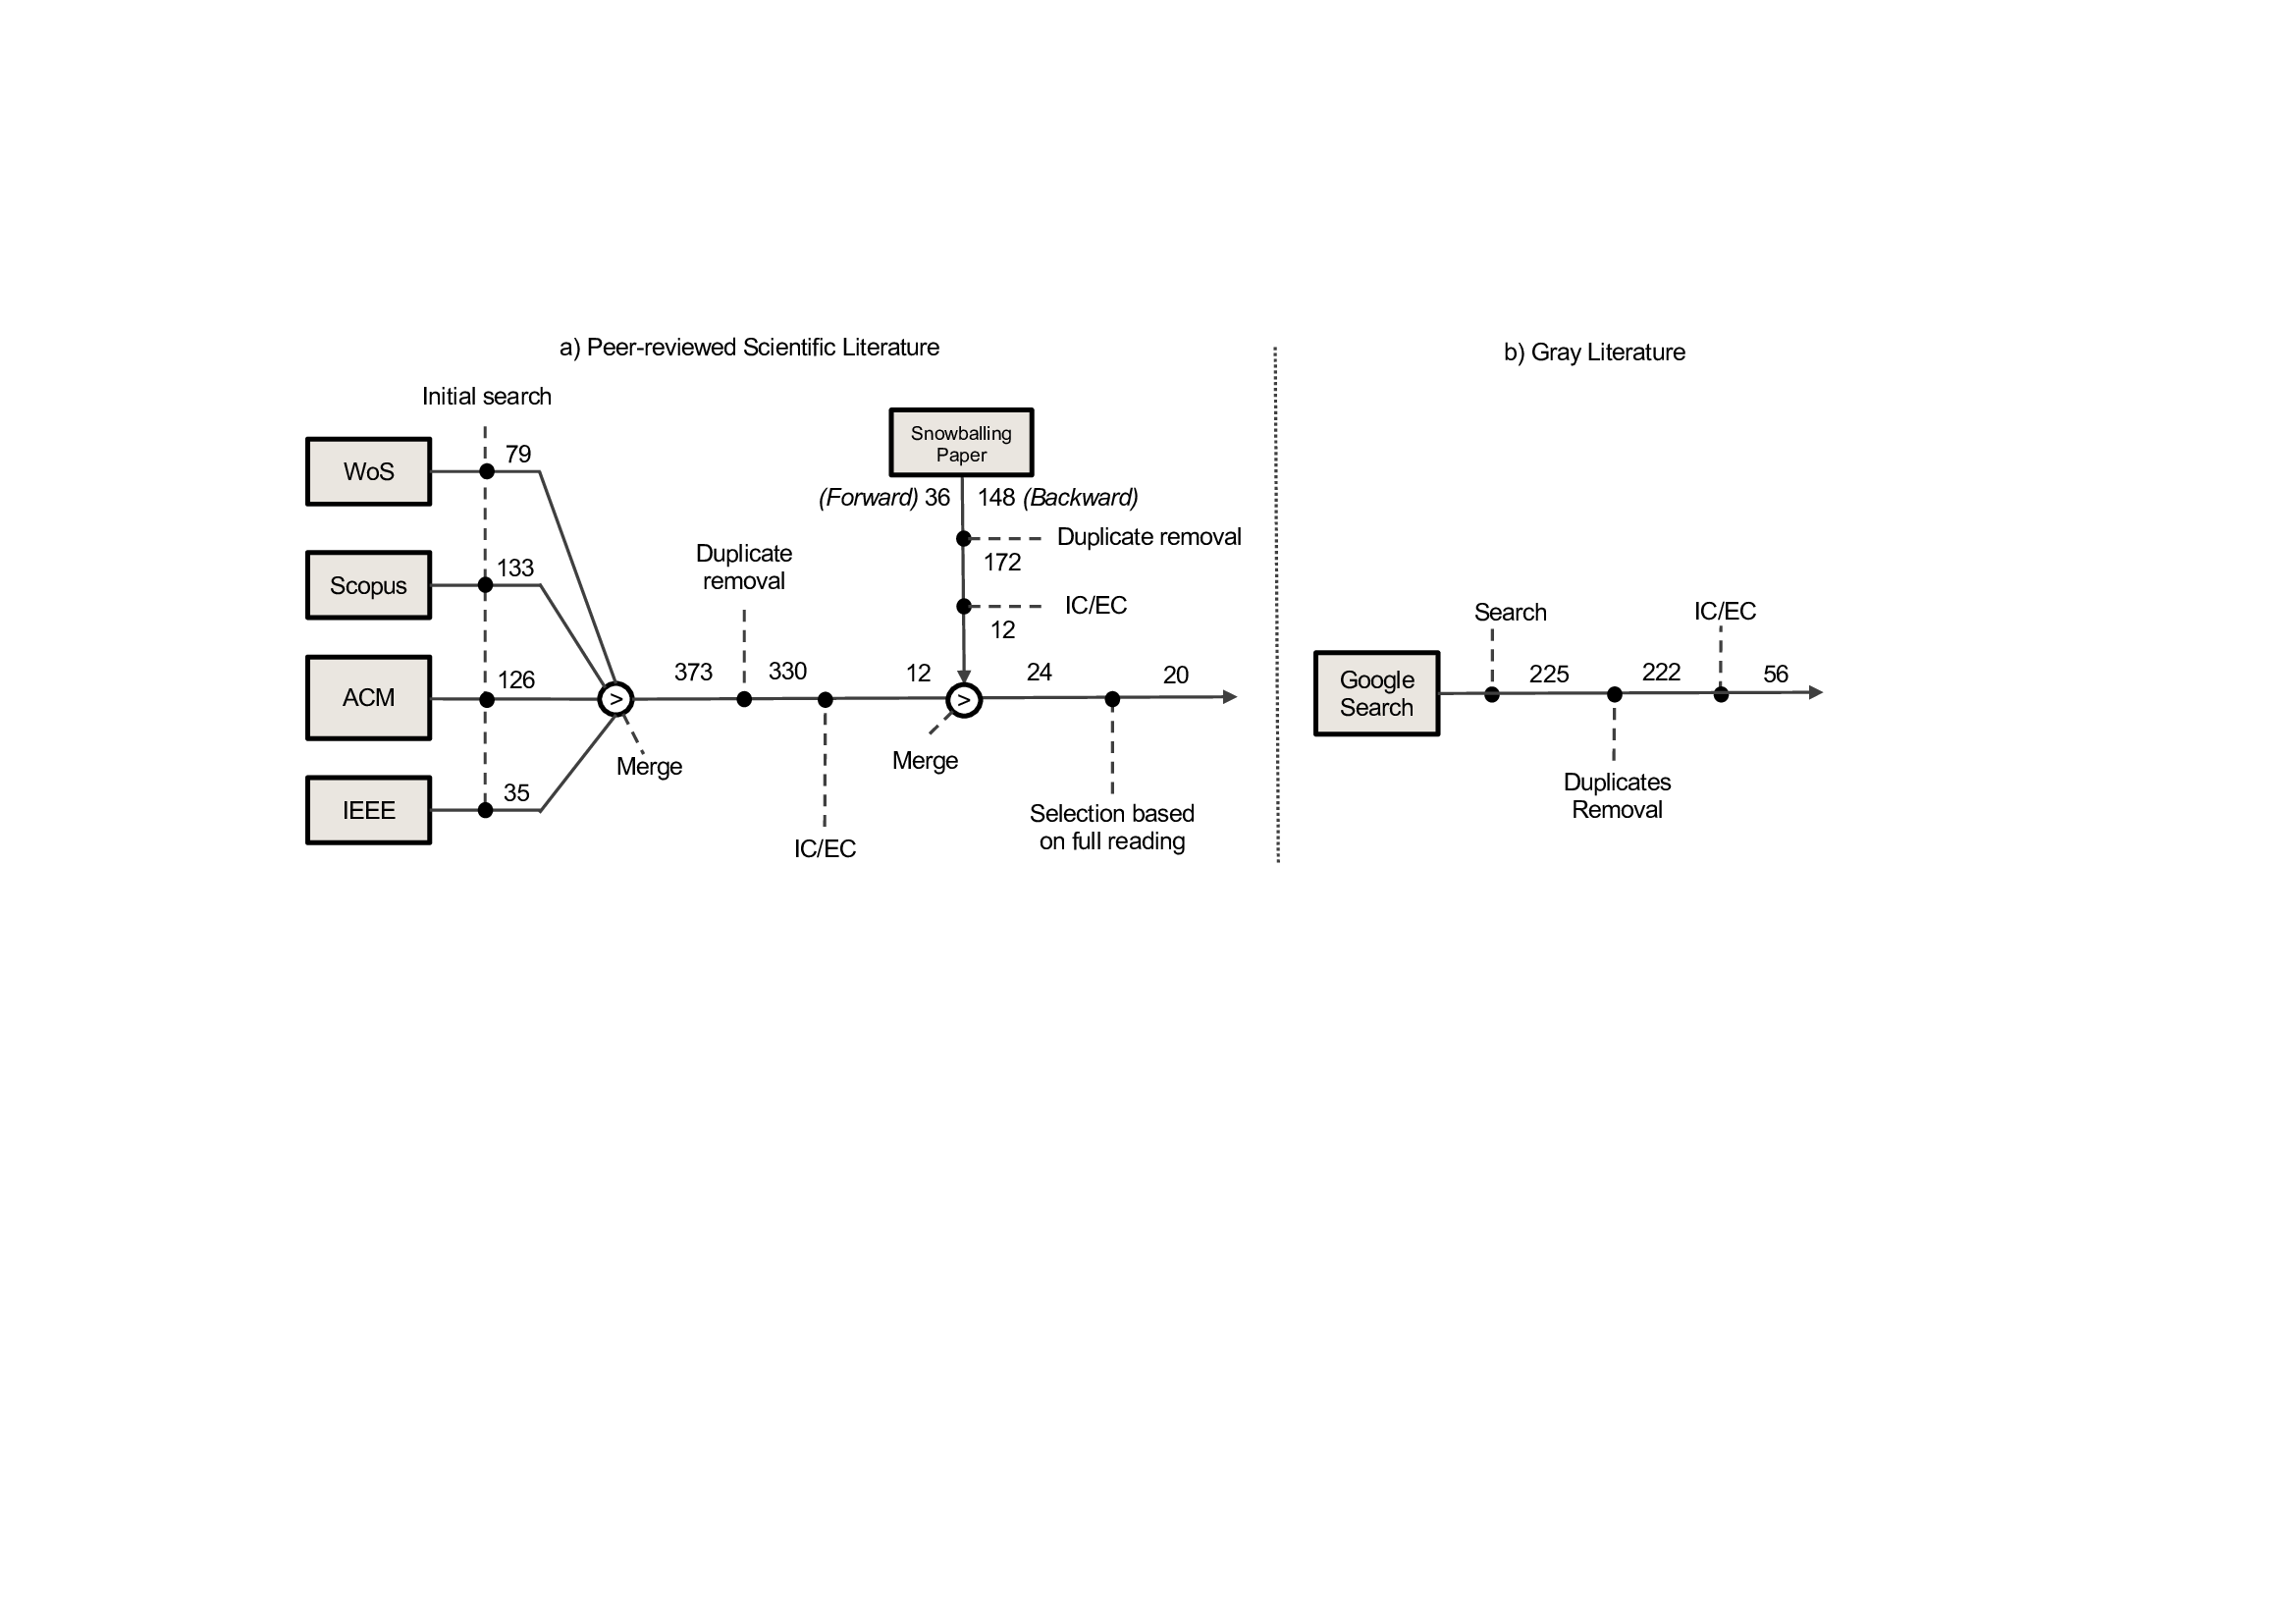 a) Peer-reviewed Scientific Literature
Initial search
WoS
79
Scopus
133
ACM
126
IEEE
35
Merge
373
Duplicate
removal
330
IC/EC
12
Snowballing
Paper
(Forward) 36
148 (Backward)
Duplicate removal
172
IC/EC
12
>
>
Merge
24
Selection based
on full reading
20
b) Gray Literature
Google
Search
Search
225
Duplicates
Removal
222
IC/EC
56